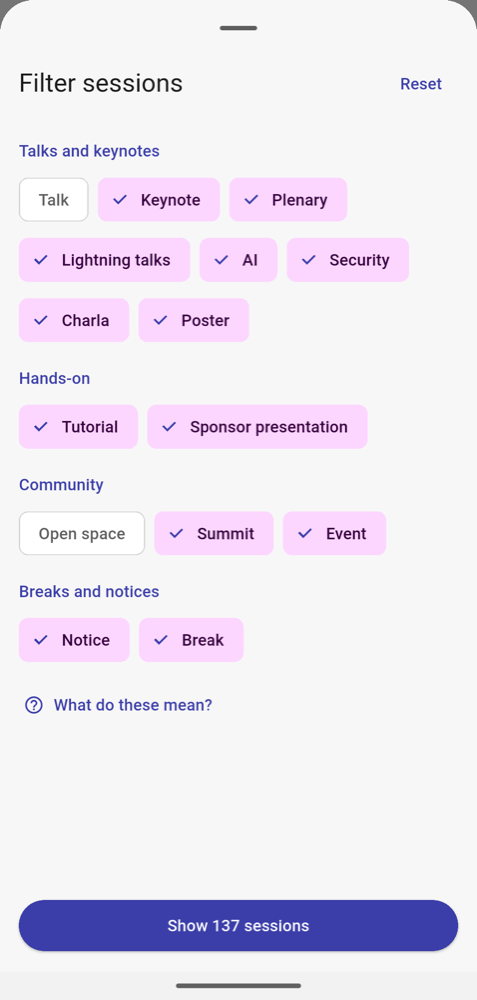 Filter sessions Reset
Talks and keynotes
Talk Keynote Plenary
Lightning talks AI Security
Charla Poster
Hands-on
Tutorial Sponsor presentation
Community
Open space Summit Event
Breaks and notices
Notice Break
What do these mean?
Show 137 sessions